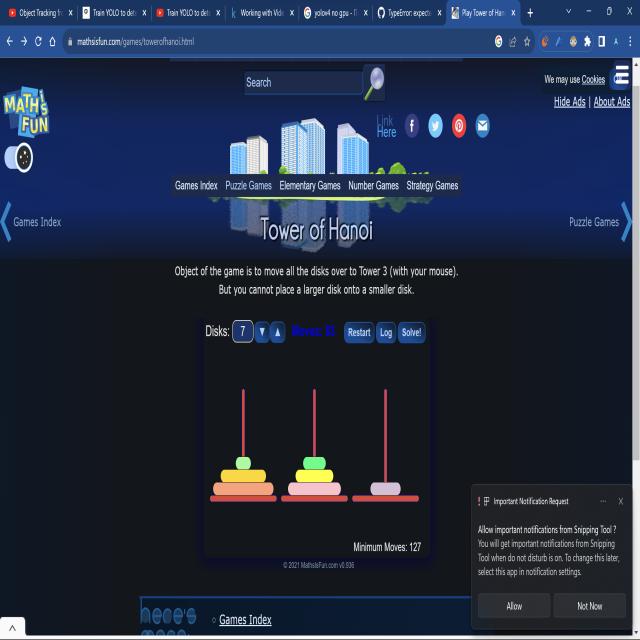 Object Tracking fr
Train YOLO to dete
Train YOLO to dete
Working with Vide
yolov4 no gpu - 
TypeError: expecte
Play Tower of Han
mathsisfun.com/games/towerofhanoi.html
Search
We may use Cookies
Hide Ads | About Ads
MATH IS FUN
Link Here
Games Index Puzzle Games Elementary Games Number Games Strategy Games
Games Index
Puzzle Games
Tower of Hanoi
Object of the game is to move all the disks over to Tower 3 (with your mouse).
But you cannot place a larger disk onto a smaller disk.
Disks: 7 ▼ ▲ Moves: Restart Log Solve!
Minimum Moves: 127
© 2021 MathsIsFun.com v0.936
Important Notification Request
Allow important notifications from Snipping Tool ?
You will get important notifications from Snipping
Tool when do not disturb is on. To change this later,
select this app in notification settings.
Allow Not Now
Games Index